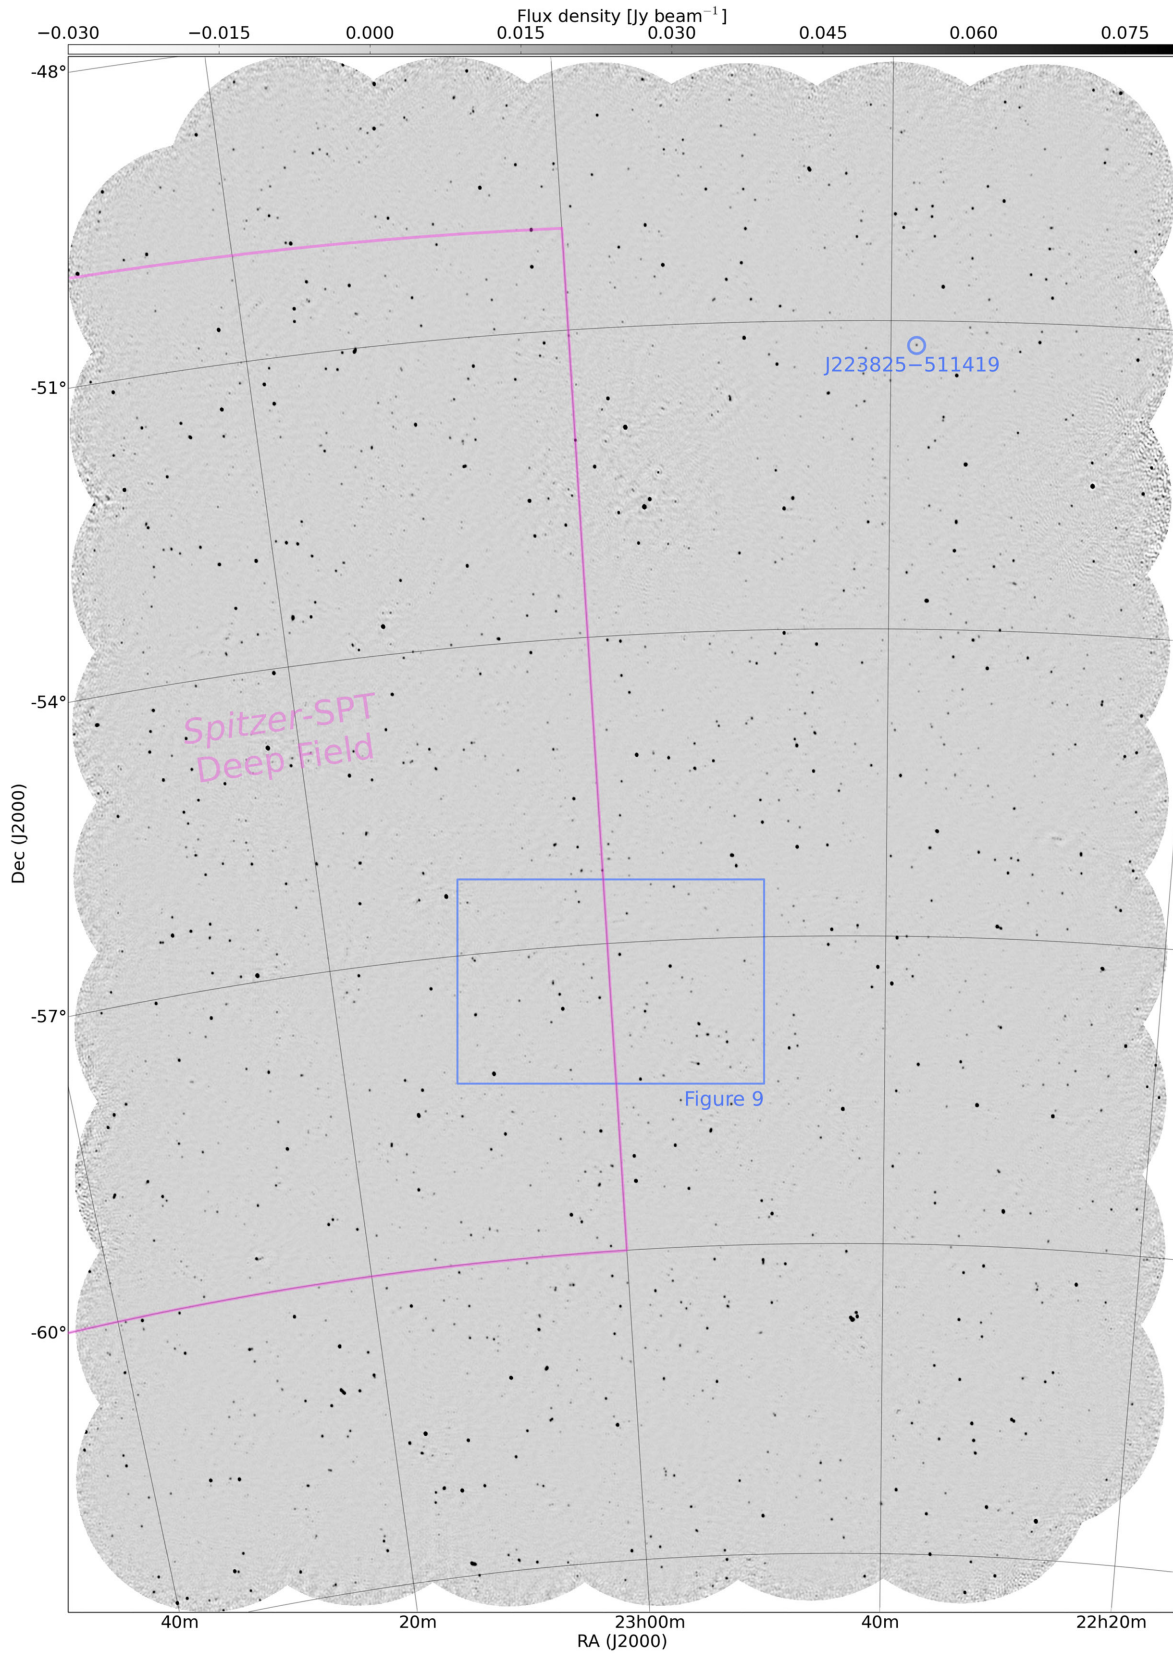 Flux density [Jy beam⁻¹]
−0.030 −0.015 0.000 0.015 0.030 0.045 0.060 0.075
-48°
-51°
J223825−511419
-54°
Spitzer-SPT
Deep Field
Dec (J2000)
-57°
Figure 9
-60°
40m 20m 23h00m 40m 22h20m
RA (J2000)